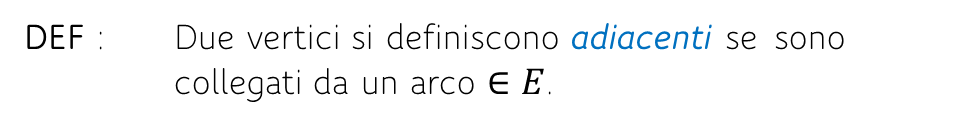 DEF : Due vertici si definiscono adiacenti se sono
collegati da un arco ∈ E.